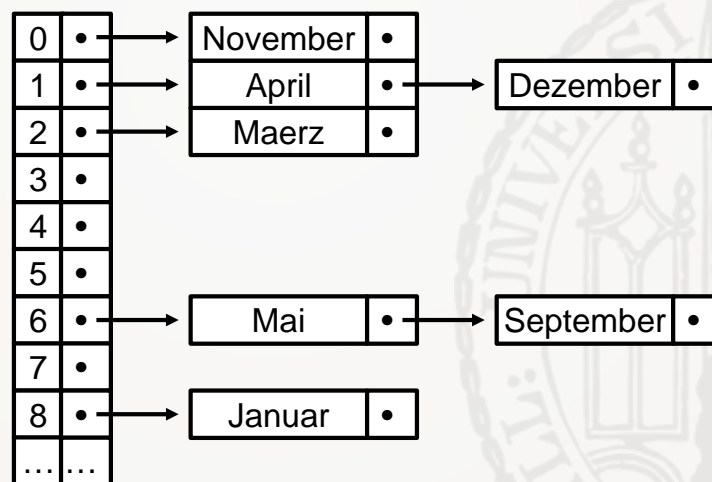 0 • November •
1 • April • Dezember •
2 • Maerz •
3 •
4 •
5 •
6 • Mai • September •
7 •
8 • Januar •
… …